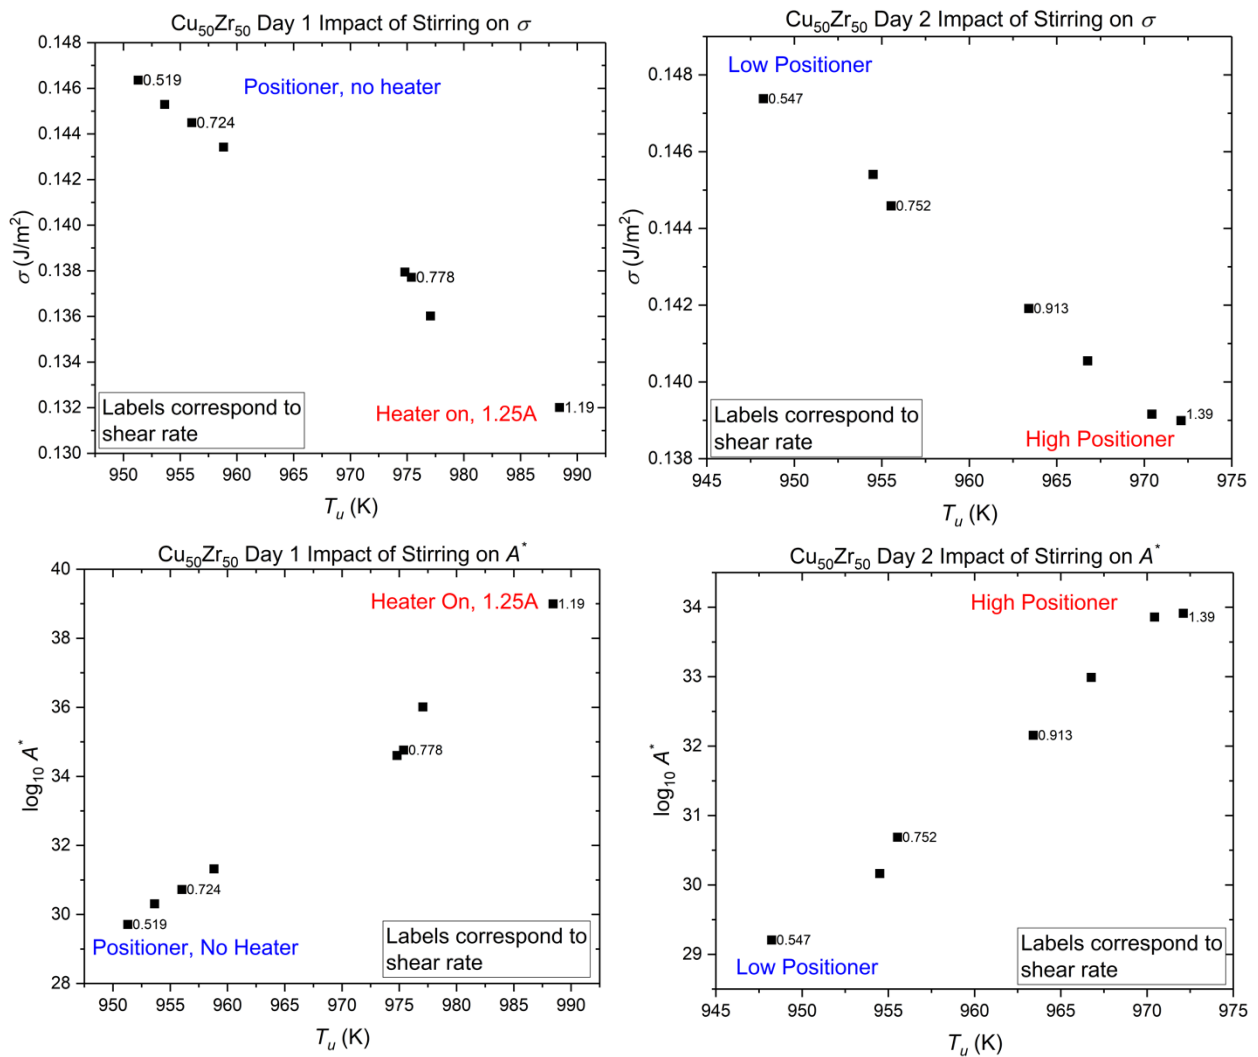 Cu50Zr50 Day 1 Impact of Stirring on σ
0.148
0.146
0.144
0.142
0.140
0.138
0.136
0.134
0.132
0.130
σ (J/m²)
0.519
Positioner, no heater
0.724
0.778
Heater on, 1.25A
1.19
Labels correspond to
shear rate
950 955 960 965 970 975 980 985 990
Tu (K)
Cu50Zr50 Day 2 Impact of Stirring on σ
0.148
0.146
0.144
0.142
0.140
0.138
σ (J/m²)
Low Positioner
0.547
0.752
0.913
1.39
High Positioner
Labels correspond to
shear rate
945 950 955 960 965 970 975
Tu (K)
Cu50Zr50 Day 1 Impact of Stirring on A*
40
38
36
34
32
30
28
log10 A*
Heater On, 1.25A
1.19
0.778
0.724
0.519
Positioner, No Heater
Labels correspond to
shear rate
950 955 960 965 970 975 980 985 990
Tu (K)
Cu50Zr50 Day 2 Impact of Stirring on A*
34
33
32
31
30
29
log10 A*
High Positioner
1.39
0.913
0.752
0.547
Low Positioner
Labels correspond to
shear rate
945 950 955 960 965 970 975
Tu (K)